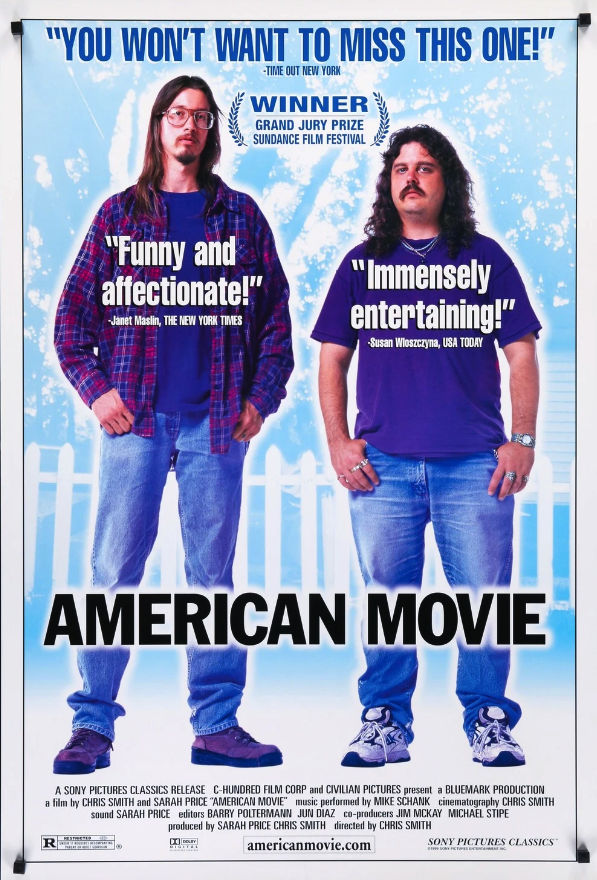 "YOU WON'T WANT TO MISS THIS ONE!"
-TIME OUT NEW YORK
WINNER
GRAND JURY PRIZE
SUNDANCE FILM FESTIVAL
"Funny and
affectionate!"
-Janet Maslin, THE NEW YORK TIMES
"Immensely
entertaining!"
-Susan Wloszczyna, USA TODAY
AMERICAN MOVIE
A SONY PICTURES CLASSICS RELEASE C-HUNDRED FILM CORP and CIVILIAN PICTURES present a BLUEMARK PRODUCTION
a film by CHRIS SMITH and SARAH PRICE "AMERICAN MOVIE" music performed by MIKE SCHANK cinematography CHRIS SMITH
sound SARAH PRICE editors BARRY POLTERMANN JUN DIAZ co-producers JIM MCKAY MICHAEL STIPE
produced by SARAH PRICE CHRIS SMITH directed by CHRIS SMITH
R RESTRICTED
DOLBY DIGITAL
americanmovie.com
SONY PICTURES CLASSICS™